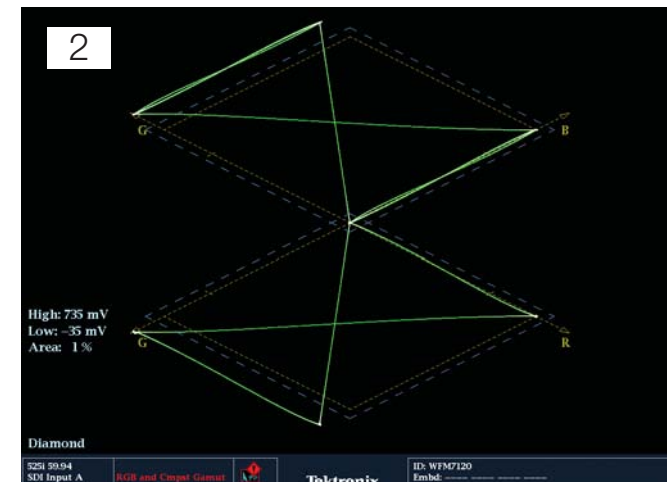 2
G
B
High: 735 mV
Low: −35 mV
Area: 1 %
G
R
Diamond
525i 59.94
SDI Input A
RGB and Cmpst Gamut
Tektronix
ID: WFM7120
Embd: ---- ---- ---- ----